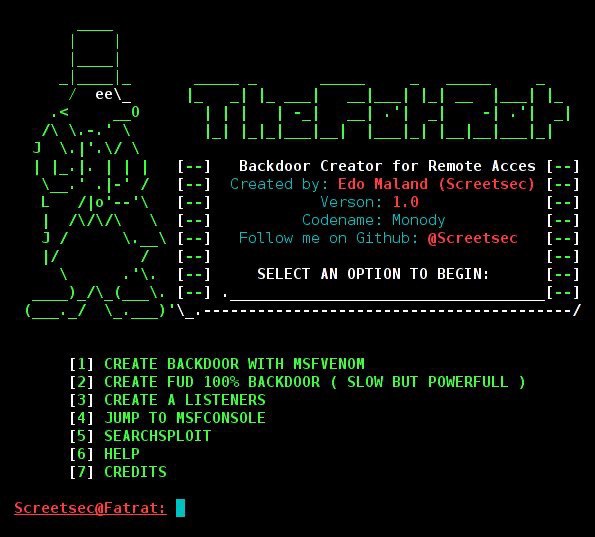 TheFatRat
[--] Backdoor Creator for Remote Acces [--]
[--] Created by: Edo Maland (Screetsec) [--]
[--] Verson: 1.0 [--]
[--] Codename: Monody [--]
[--] Follow me on Github: @Screetsec [--]
[--] [--]
[--] SELECT AN OPTION TO BEGIN: [--]
[--] [--]
[1] CREATE BACKDOOR WITH MSFVENOM
[2] CREATE FUD 100% BACKDOOR ( SLOW BUT POWERFULL )
[3] CREATE A LISTENERS
[4] JUMP TO MSFCONSOLE
[5] SEARCHSPLOIT
[6] HELP
[7] CREDITS
Screetsec@Fatrat: